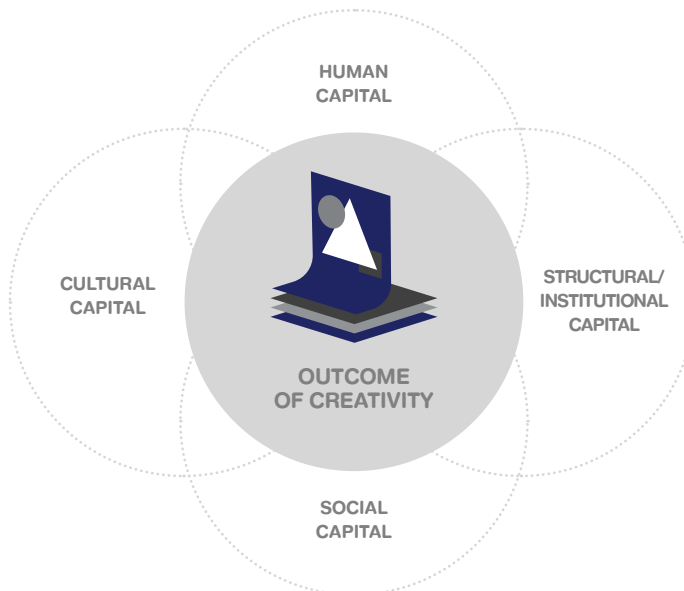 HUMAN
CAPITAL
CULTURAL
CAPITAL
STRUCTURAL/
INSTITUTIONAL
CAPITAL
OUTCOME
OF CREATIVITY
SOCIAL
CAPITAL